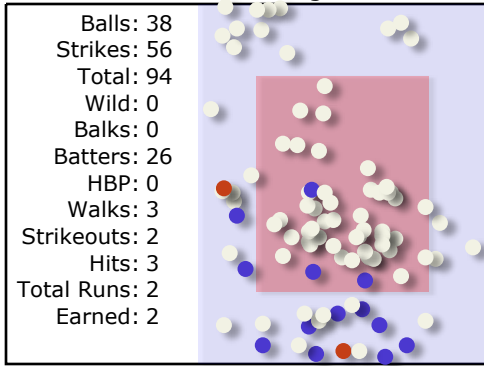 Balls: 38
Strikes: 56
Total: 94
Wild: 0
Balks: 0
Batters: 26
HBP: 0
Walks: 3
Strikeouts: 2
Hits: 3
Total Runs: 2
Earned: 2